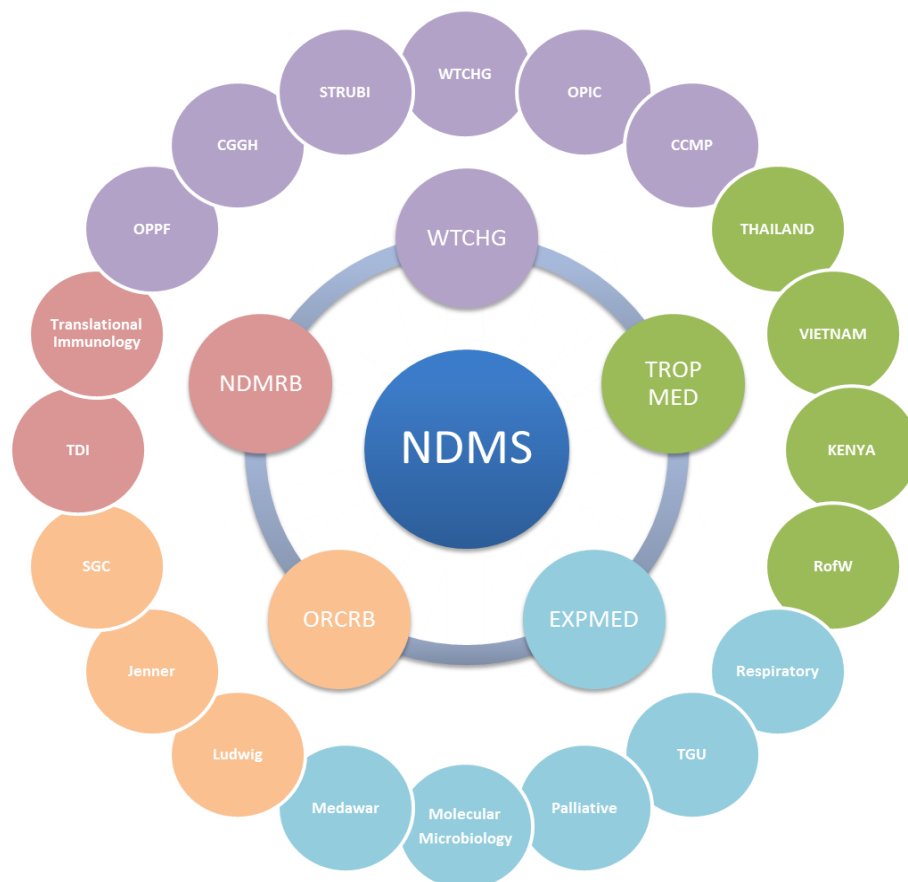 WTCHG
STRUBI
OPIC
CGGH
CCMP
OPPF
THAILAND
WTCHG
Translational
Immunology
VIETNAM
NDMRB
TROP
MED
NDMS
TDI
KENYA
SGC
RofW
ORCRB
EXPMED
Jenner
Respiratory
Ludwig
TGU
Medawar
Molecular
Microbiology
Palliative